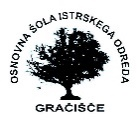 OSNOVNA ŠOLA ISTRSKEGA ODREDA
GRAČIŠČE